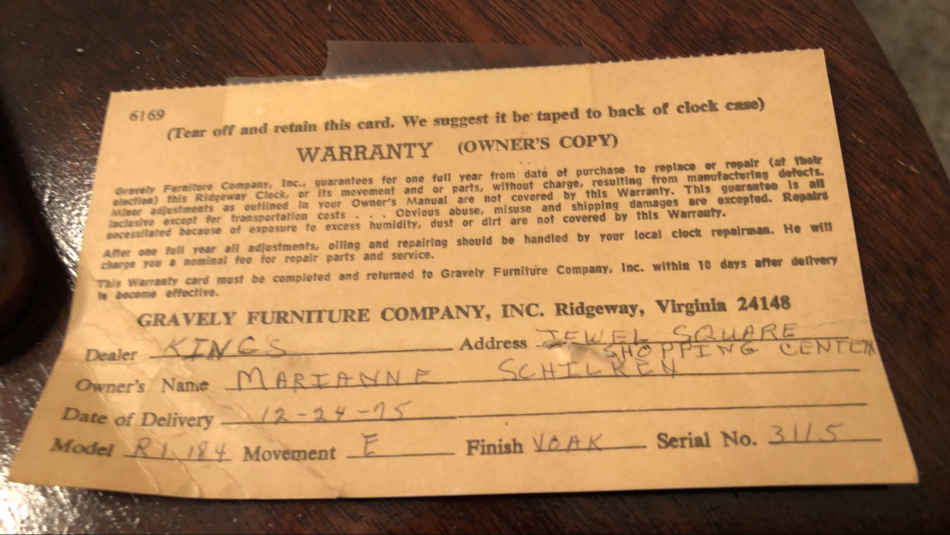 6169
(Tear off and retain this card. We suggest it be taped to back of clock case)
WARRANTY (OWNER'S COPY)
Gravely Furniture Company, Inc., guarantees for one full year from date of purchase to replace or repair (at their
election) this Ridgeway Clock, or its movement and or parts, without charge, resulting from manufacturing defects.
Minor adjustments as outlined in your Owner's Manual are not covered by this Warranty. This guarantee is all
inclusive except for transportation costs . . . Obvious abuse, misuse and shipping damages are excepted. Repairs
necessitated because of exposure to excess humidity, dust or dirt are not covered by this Warranty.
After one full year all adjustments, oiling and repairing should be handled by your local clock repairman. He will
charge you a nominal fee for repair parts and service.
This Warranty card must be completed and returned to Gravely Furniture Company, Inc. within 10 days after delivery
to become effective.
GRAVELY FURNITURE COMPANY, INC. Ridgeway, Virginia 24148
Dealer KINGS Address JEWEL SQUARE
SHOPPING CENTER
Owner's Name MARIANNE SCHILKEN
Date of Delivery 12-24-75
Model R1 184 Movement E Finish VOAK Serial No. 3115